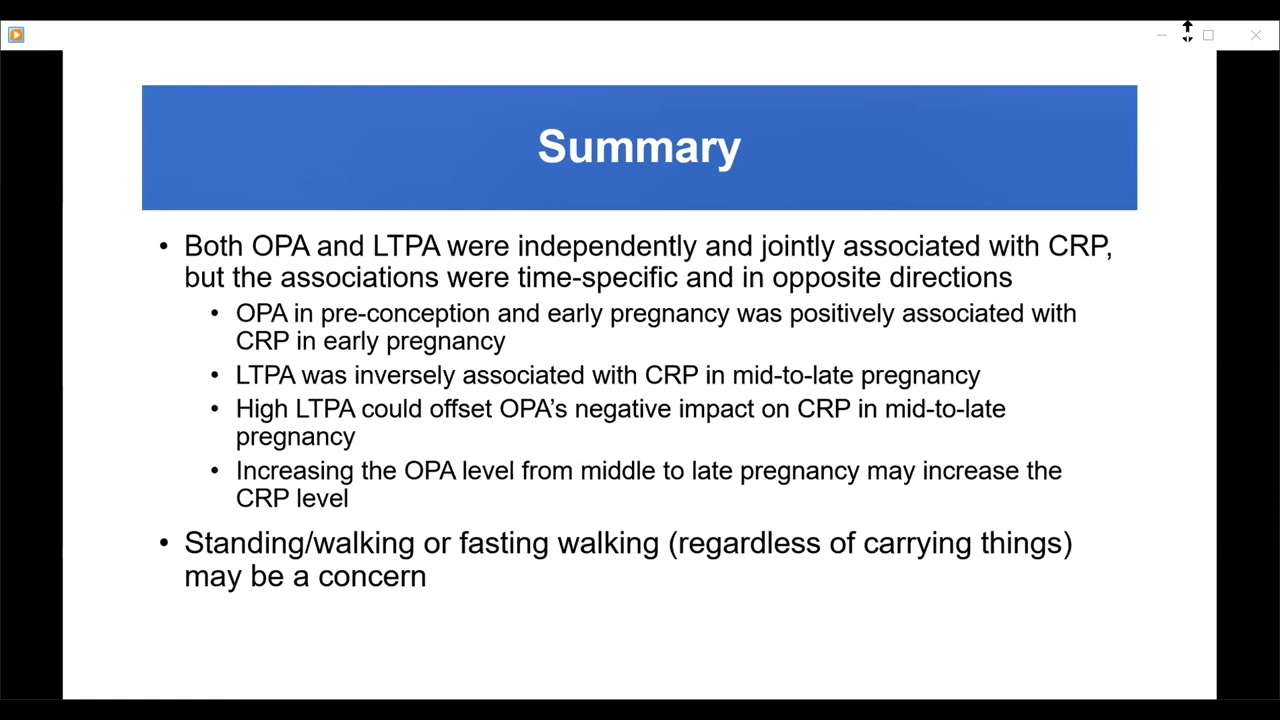 Summary
• Both OPA and LTPA were independently and jointly associated with CRP,
but the associations were time-specific and in opposite directions
• OPA in pre-conception and early pregnancy was positively associated with
CRP in early pregnancy
• LTPA was inversely associated with CRP in mid-to-late pregnancy
• High LTPA could offset OPA’s negative impact on CRP in mid-to-late
pregnancy
• Increasing the OPA level from middle to late pregnancy may increase the
CRP level
• Standing/walking or fasting walking (regardless of carrying things)
may be a concern